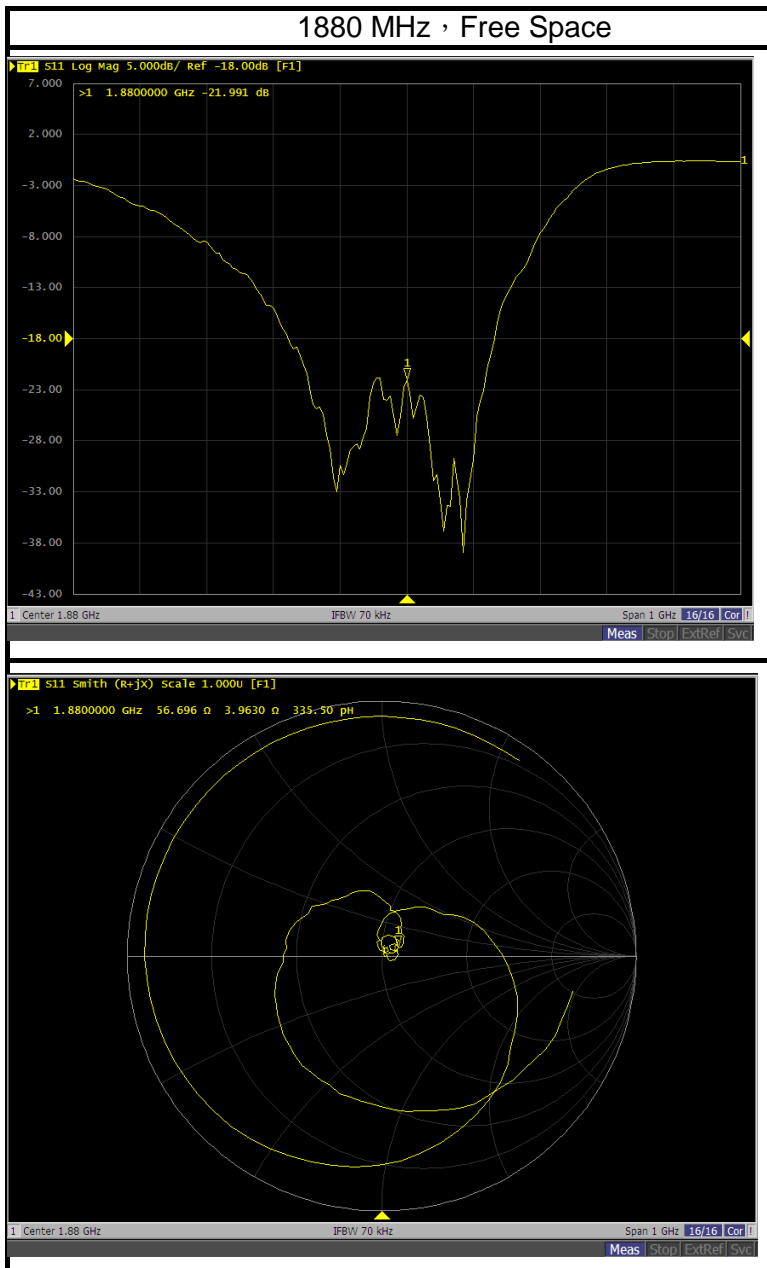 1880 MHz，Free Space
Tr1 S11 Log Mag 5.000dB/ Ref -18.00dB [F1]
7.000
>1 1.8800000 GHz -21.991 dB
2.000
1
-3.000
-8.000
-13.00
-18.00
1
-23.00
-28.00
-33.00
-38.00
-43.00
1 Center 1.88 GHz IFBW 70 kHz Span 1 GHz 16/16 Cor !
Meas Stop ExtRef Svc
Tr1 S11 Smith (R+jX) Scale 1.000U [F1]
>1 1.8800000 GHz 56.696 Ω 3.9630 Ω 335.50 pH
1
1 Center 1.88 GHz IFBW 70 kHz Span 1 GHz 16/16 Cor !
Meas Stop ExtRef Svc